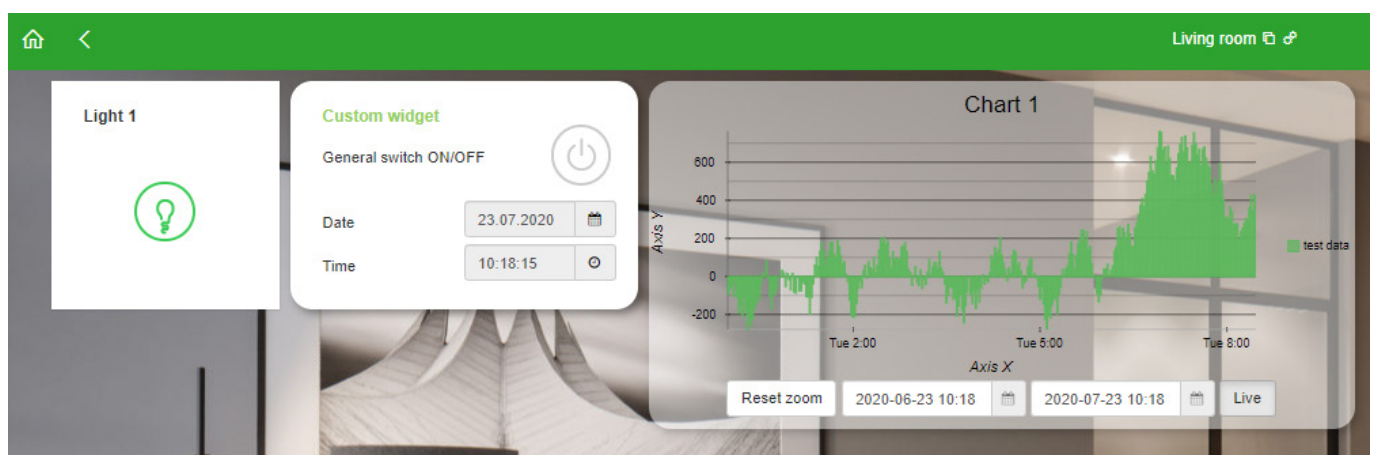 Living room
Light 1
Custom widget
General switch ON/OFF
Date
23.07.2020
Time
10:18:15
Chart 1
Axis Y
600
400
200
0
-200
test data
Tue 2:00 Tue 5:00 Tue 8:00
Axis X
Reset zoom 2020-06-23 10:18 2020-07-23 10:18 Live